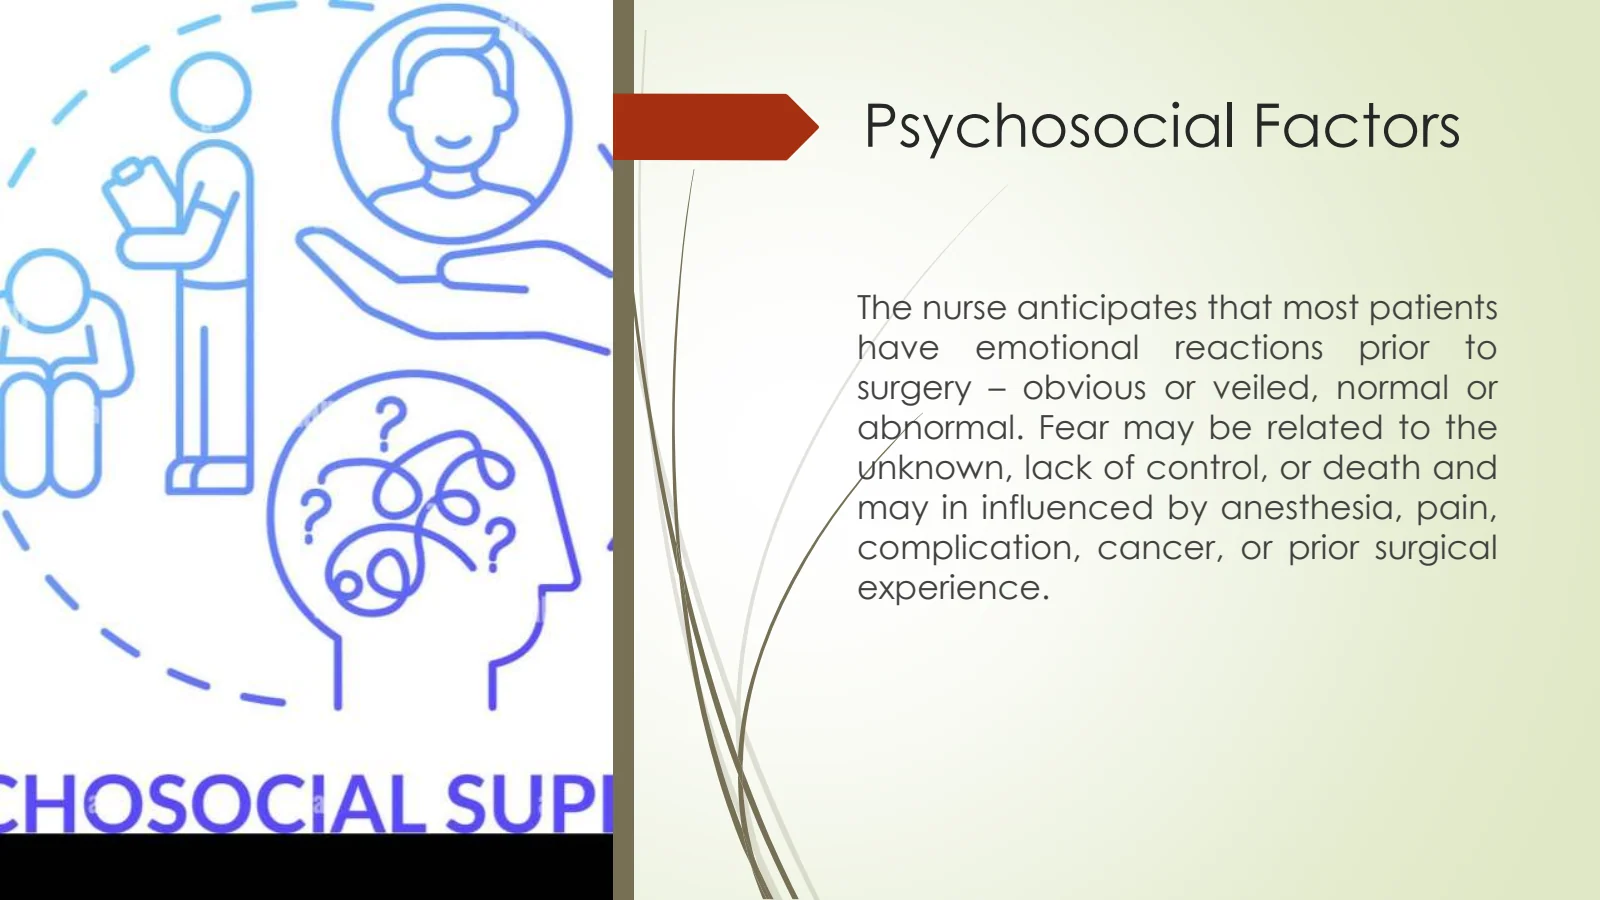 Psychosocial Factors
The nurse anticipates that most patients
have emotional reactions prior to
surgery – obvious or veiled, normal or
abnormal. Fear may be related to the
unknown, lack of control, or death and
may in influenced by anesthesia, pain,
complication, cancer, or prior surgical
experience.
CHOSOCIAL SUPP